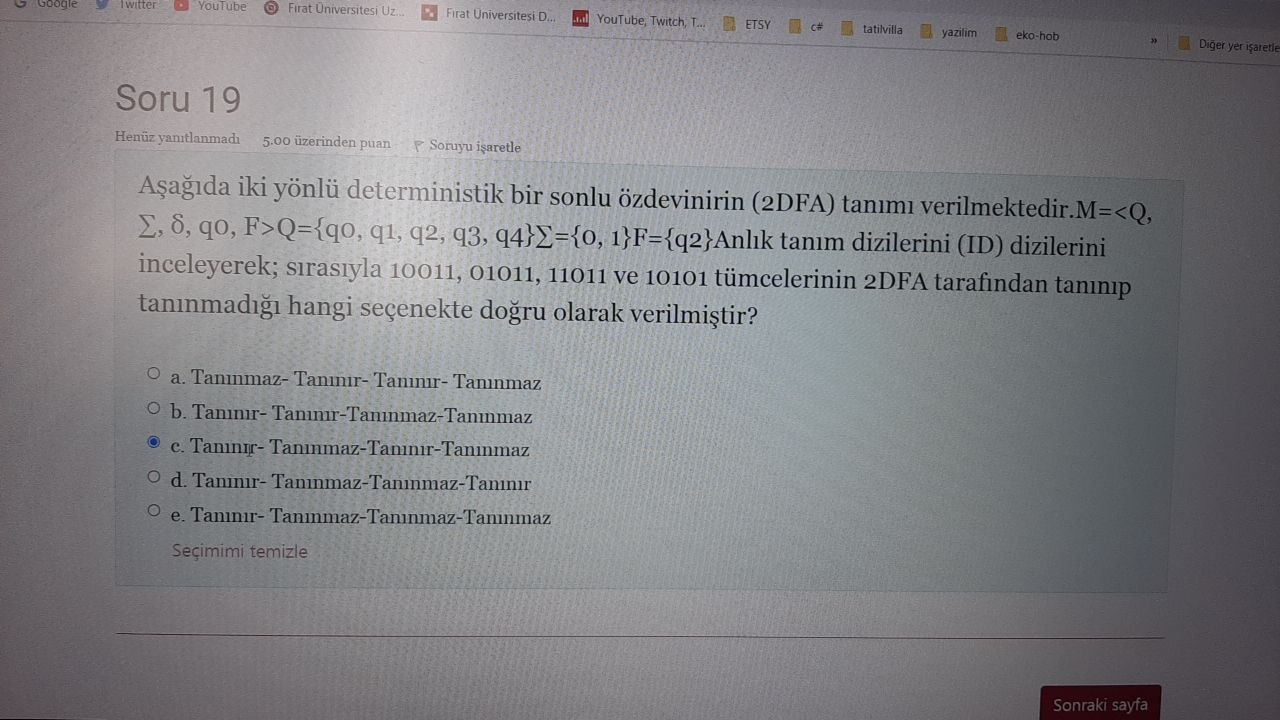 Google Twitter YouTube Fırat Üniversitesi Uz... Fırat Üniversitesi D... YouTube, Twitch, T... ETSY c# tatilvilla yazilim eko-hob » Diğer yer işaretle
Soru 19
Henüz yanıtlanmadı 5.00 üzerinden puan Soruyu işaretle
Aşağıda iki yönlü deterministik bir sonlu özdevinirin (2DFA) tanımı verilmektedir.M=<Q,
Σ, δ, q0, F>Q={q0, q1, q2, q3, q4}Σ={0, 1}F={q2}Anlık tanım dizilerini (ID) dizilerini
inceleyerek; sırasıyla 10011, 01011, 11011 ve 10101 tümcelerinin 2DFA tarafından tanınıp
tanınmadığı hangi seçenekte doğru olarak verilmiştir?
a. Tanınmaz- Tanınır- Tanınır- Tanınmaz
b. Tanınır- Tanınır-Tanınmaz-Tanınmaz
c. Tanınır- Tanınmaz-Tanınır-Tanınmaz
d. Tanınır- Tanınmaz-Tanınmaz-Tanınır
e. Tanınır- Tanınmaz-Tanınmaz-Tanınmaz
Seçimimi temizle
Sonraki sayfa